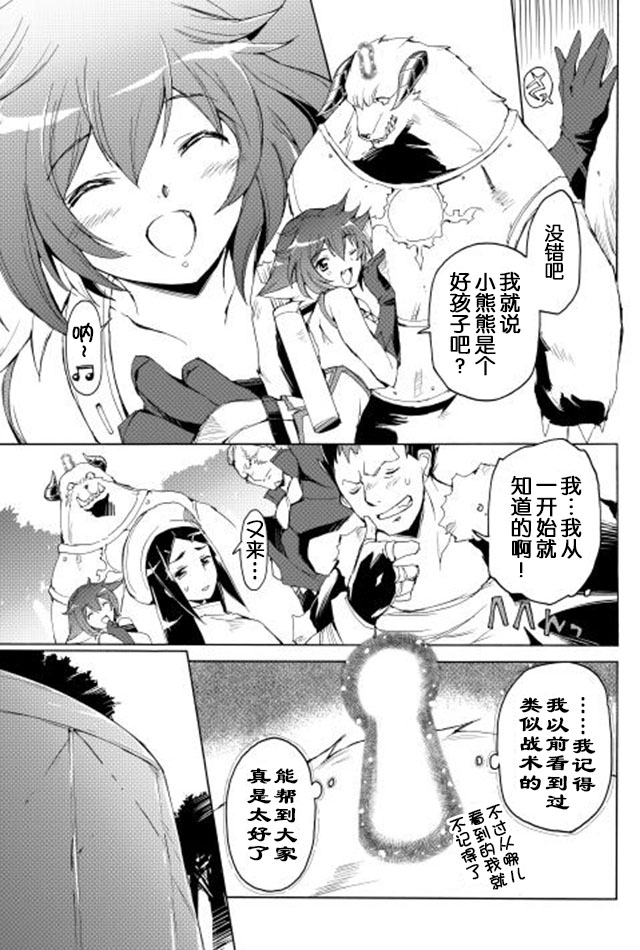 没错吧
我就说
小熊熊是个
好孩子吧？
呐~♫
我…我从
一开始就
知道的啊！
又来…
……我记得
我以前看到过
类似战术的
不过从哪儿
看到的我就
不记得了
能帮到大家
真是太好了